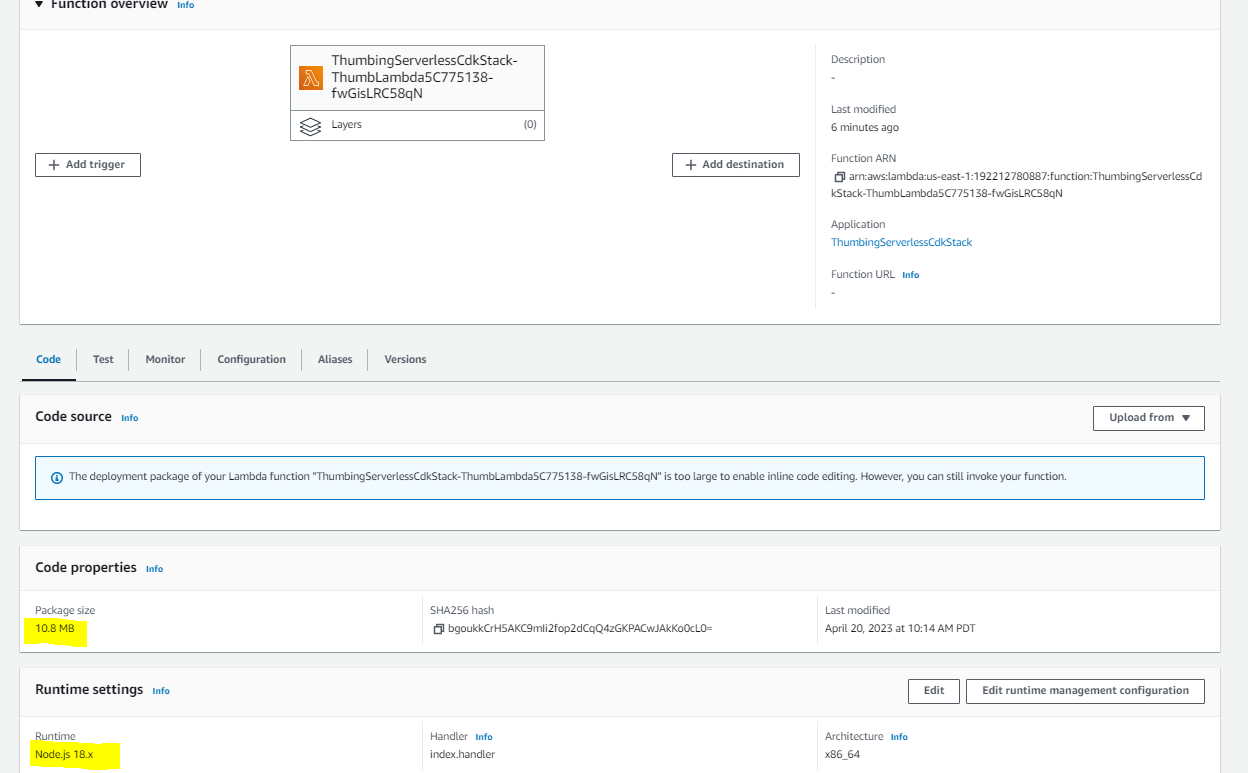 Function overview Info
ThumbingServerlessCdkStack-
ThumbLambda5C775138-
fwGisLRC58qN
Layers (0)
Add trigger
Add destination
Description
-
Last modified
6 minutes ago
Function ARN
arn:aws:lambda:us-east-1:192212780887:function:ThumbingServerlessCd
kStack-ThumbLambda5C775138-fwGisLRC58qN
Application
ThumbingServerlessCdkStack
Function URL Info
-
Code Test Monitor Configuration Aliases Versions
Code source Info
Upload from
The deployment package of your Lambda function "ThumbingServerlessCdkStack-ThumbLambda5C775138-fwGisLRC58qN" is too large to enable inline code editing. However, you can still invoke your function.
Code properties Info
Package size
10.8 MB
SHA256 hash
bgoukkCrH5AKC9mIi2fop2dCqQ4zGKPACwJAkKo0cL0=
Last modified
April 20, 2023 at 10:14 AM PDT
Runtime settings Info
Edit
Edit runtime management configuration
Runtime
Node.js 18.x
Handler Info
index.handler
Architecture Info
x86_64